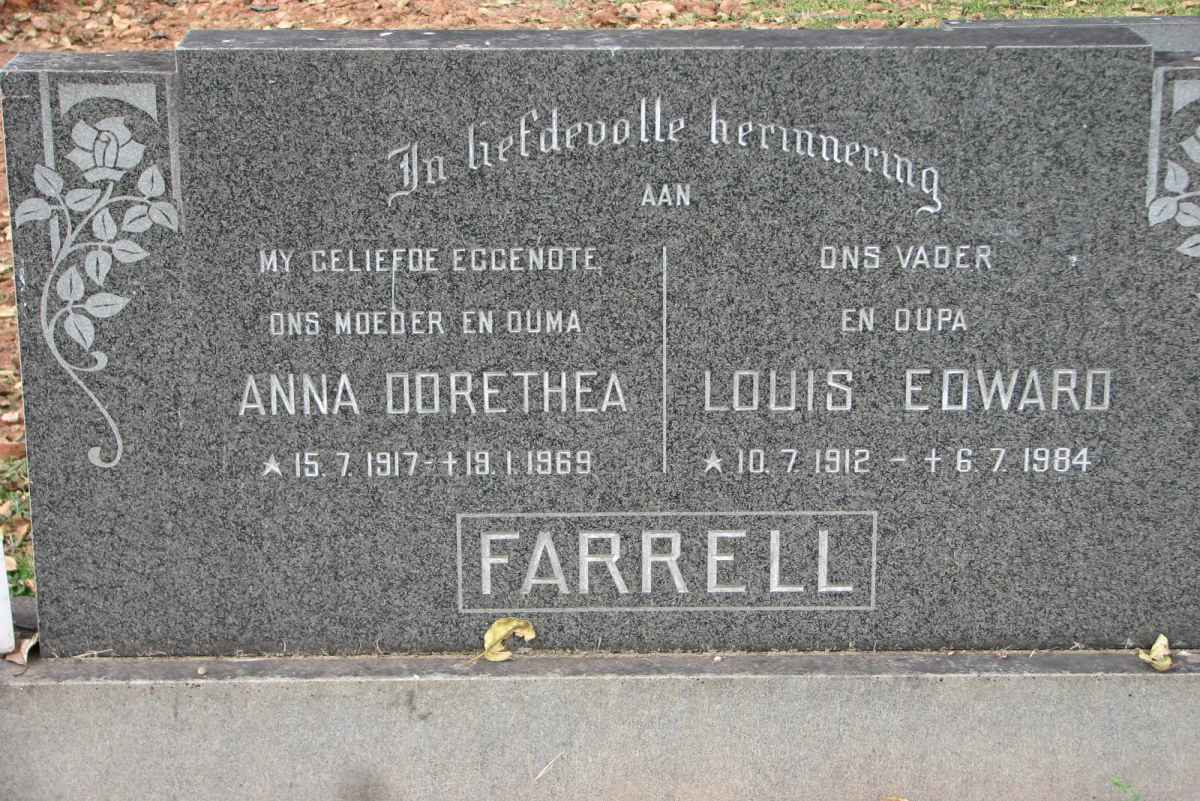 In liefdevolle herinnering
AAN
MY GELIEFDE EGGENOTE
ONS MOEDER EN OUMA
ANNA DORETHEA
★ 15.7.1917 - † 19.1.1969
ONS VADER
EN OUPA
LOUIS EDWARD
★ 10.7.1912 - † 6.7.1984
FARRELL